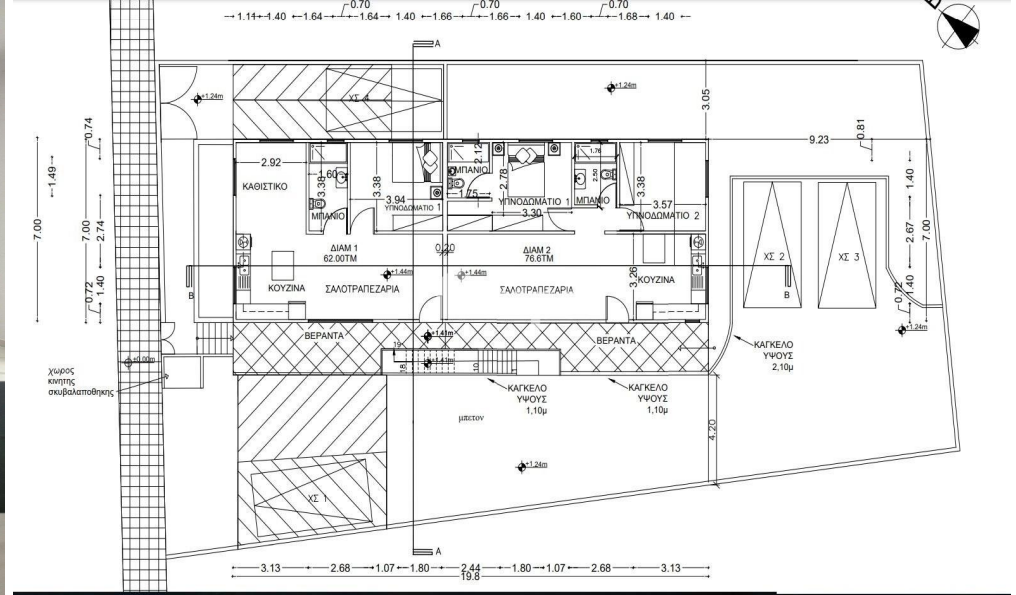 0.70 0.70 0.70
1.11 1.40 1.64 1.64 1.40 1.66 1.66 1.40 1.60 1.68 1.40
A
+1.24m
ΧΣ 4
+1.24m
3.05
0.74
1.49
7.00
7.00
2.74
1.40
0.72
9.23
0.81
1.40
2.67
7.00
1.40
2.92
ΚΑΘΙΣΤΙΚΟ
1.60
3.38
ΜΠΑΝΙΟ
3.38
3.94
ΥΠΝΟΔΩΜΑΤΙΟ 1
2.12
ΜΠΑΝΙΟ
1.75
2.78
ΥΠΝΟΔΩΜΑΤΙΟ 1
3.30
1.76
2.50
ΜΠΑΝΙΟ
3.38
3.57
ΥΠΝΟΔΩΜΑΤΙΟ 2
ΔΙΑΜ 1
62.00ΤΜ
0.20
ΔΙΑΜ 2
76.6ΤΜ
+1.44m
+1.44m
3.26
ΚΟΥΖΙΝΑ
ΣΑΛΟΤΡΑΠΕΖΑΡΙΑ
ΣΑΛΟΤΡΑΠΕΖΑΡΙΑ
ΚΟΥΖΙΝΑ
B
B
ΧΣ 2
ΧΣ 3
ΒΕΡΑΝΤΑ
+1.41m
ΒΕΡΑΝΤΑ
+1.24m
19
18
+1.41m
10
±0.00m
χωρος
κινητης
σκυβαλαποθηκης
ΚΑΓΚΕΛΟ
ΥΨΟΥΣ
2,10μ
ΚΑΓΚΕΛΟ
ΥΨΟΥΣ
1,10μ
ΚΑΓΚΕΛΟ
ΥΨΟΥΣ
1,10μ
μπετον
4.20
+1.24m
ΧΣ 1
A
3.13 2.68 1.07 1.80 2.44 1.80 1.07 2.68 3.13
19.8